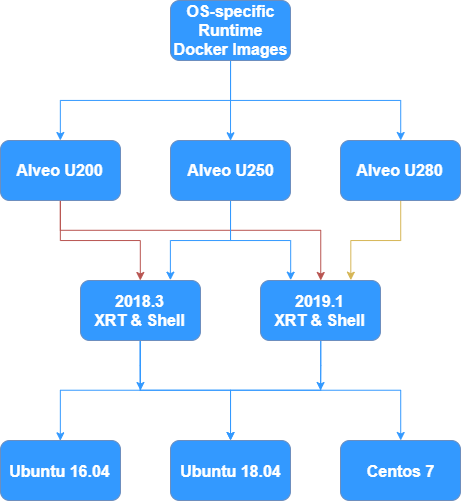 OS-specific
Runtime
Docker Images
Alveo U200
Alveo U250
Alveo U280
2018.3
XRT & Shell
2019.1
XRT & Shell
Ubuntu 16.04
Ubuntu 18.04
Centos 7